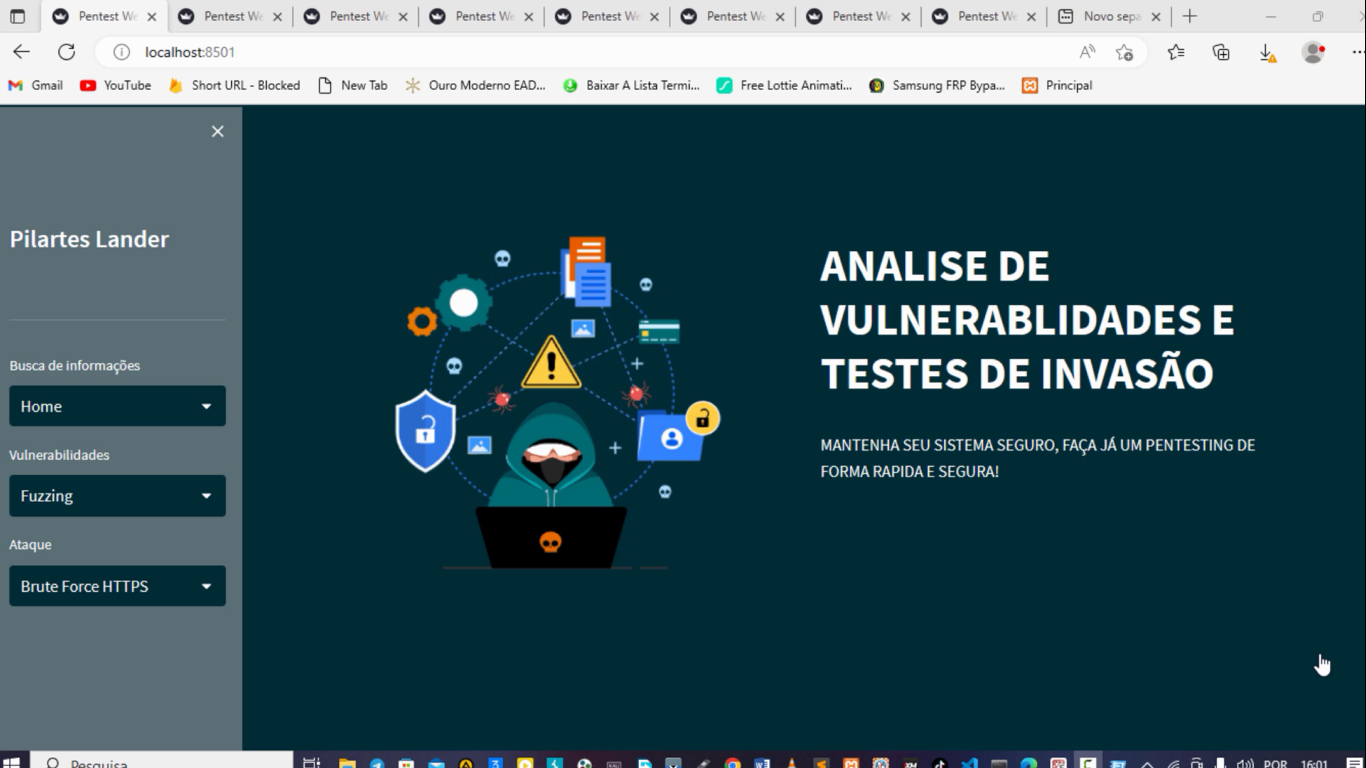 Pentest We
Pentest We
Pentest We
Pentest We
Pentest We
Pentest We
Pentest We
Pentest We
Novo sepa
localhost:8501
Gmail
YouTube
Short URL - Blocked
New Tab
Ouro Moderno EAD...
Baixar A Lista Termi...
Free Lottie Animati...
Samsung FRP Bypa...
Principal
Pilartes Lander
Busca de informações
Home
Vulnerabilidades
Fuzzing
Ataque
Brute Force HTTPS
ANALISE DE
VULNERABLIDADES E
TESTES DE INVASÃO
MANTENHA SEU SISTEMA SEGURO, FAÇA JÁ UM PENTESTING DE
FORMA RAPIDA E SEGURA!
Pesquisa
POR
16:01